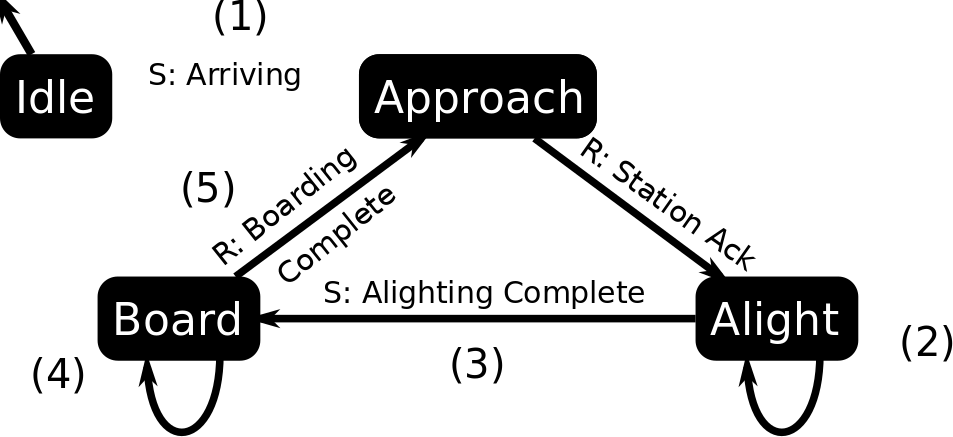 (1)
S: Arriving
Idle
Approach
R: Boarding
Complete
R: Station Ack
(5)
S: Alighting Complete
Board
Alight
(2)
(3)
(4)